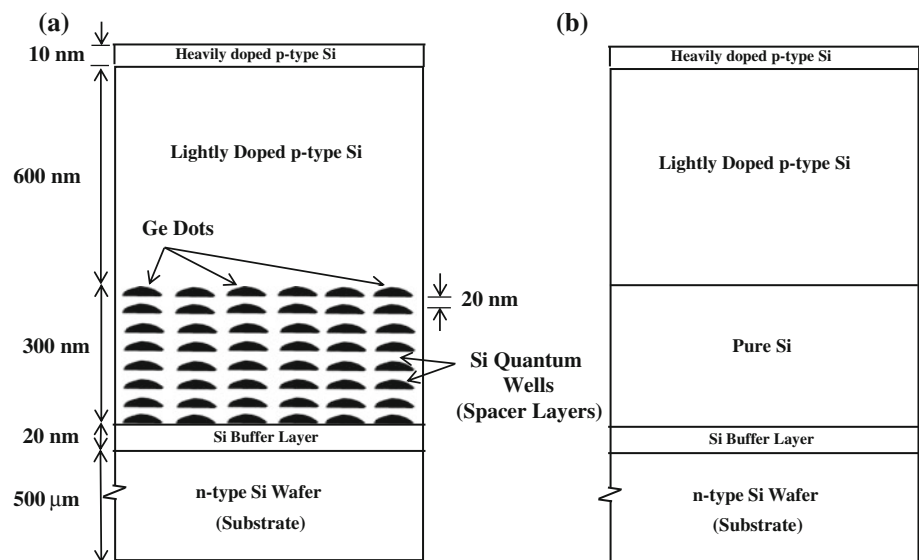 (a)
10 nm
Heavily doped p-type Si
600 nm
Lightly Doped p-type Si
Ge Dots
20 nm
300 nm
Si Quantum
Wells
(Spacer Layers)
20 nm
Si Buffer Layer
500 µm
n-type Si Wafer
(Substrate)
(b)
Heavily doped p-type Si
Lightly Doped p-type Si
Pure Si
Si Buffer Layer
n-type Si Wafer
(Substrate)